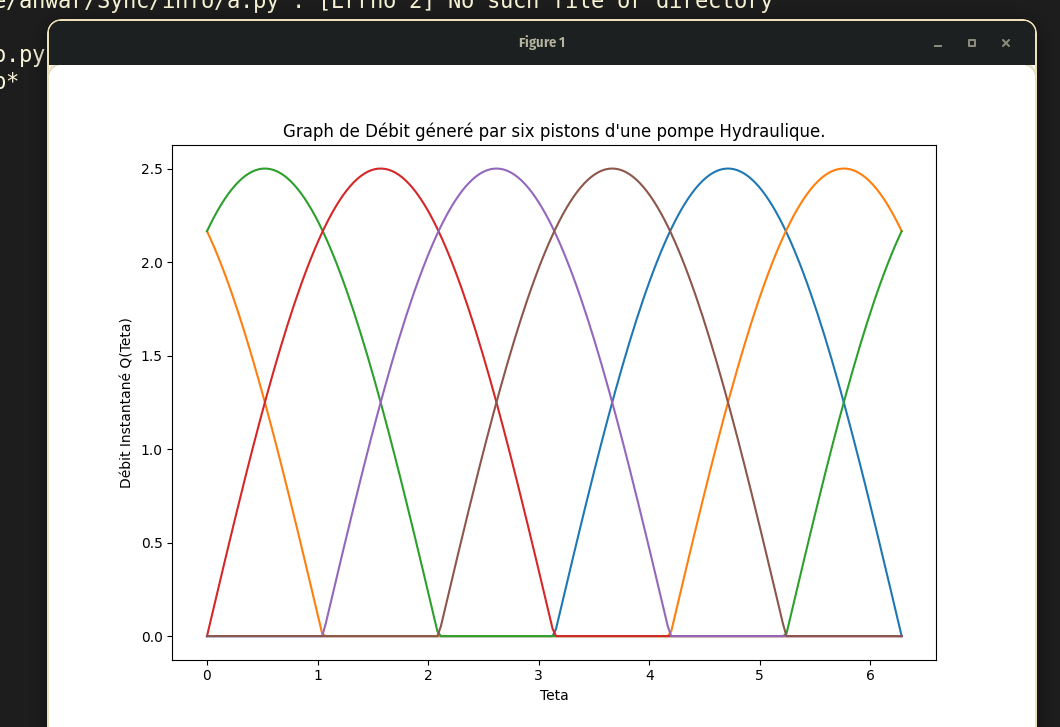 e/anwar/Sync/info/a.py': [Errno 2] No such file or directory
o.py
o*
Figure 1
Graph de Débit géneré par six pistons d'une pompe Hydraulique.
2.5
2.0
1.5
1.0
0.5
0.0
Débit Instantané Q(Teta)
0 1 2 3 4 5 6
Teta